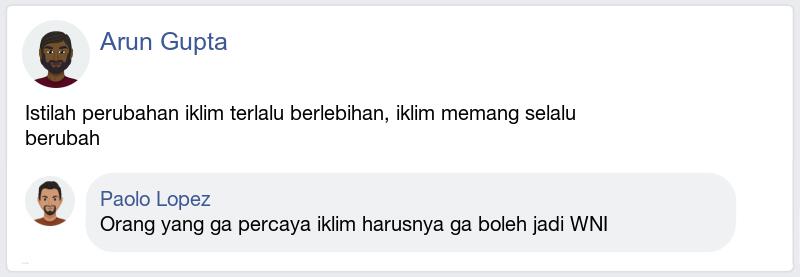 Arun Gupta
Istilah perubahan iklim terlalu berlebihan, iklim memang selalu
berubah
Paolo Lopez
Orang yang ga percaya iklim harusnya ga boleh jadi WNI